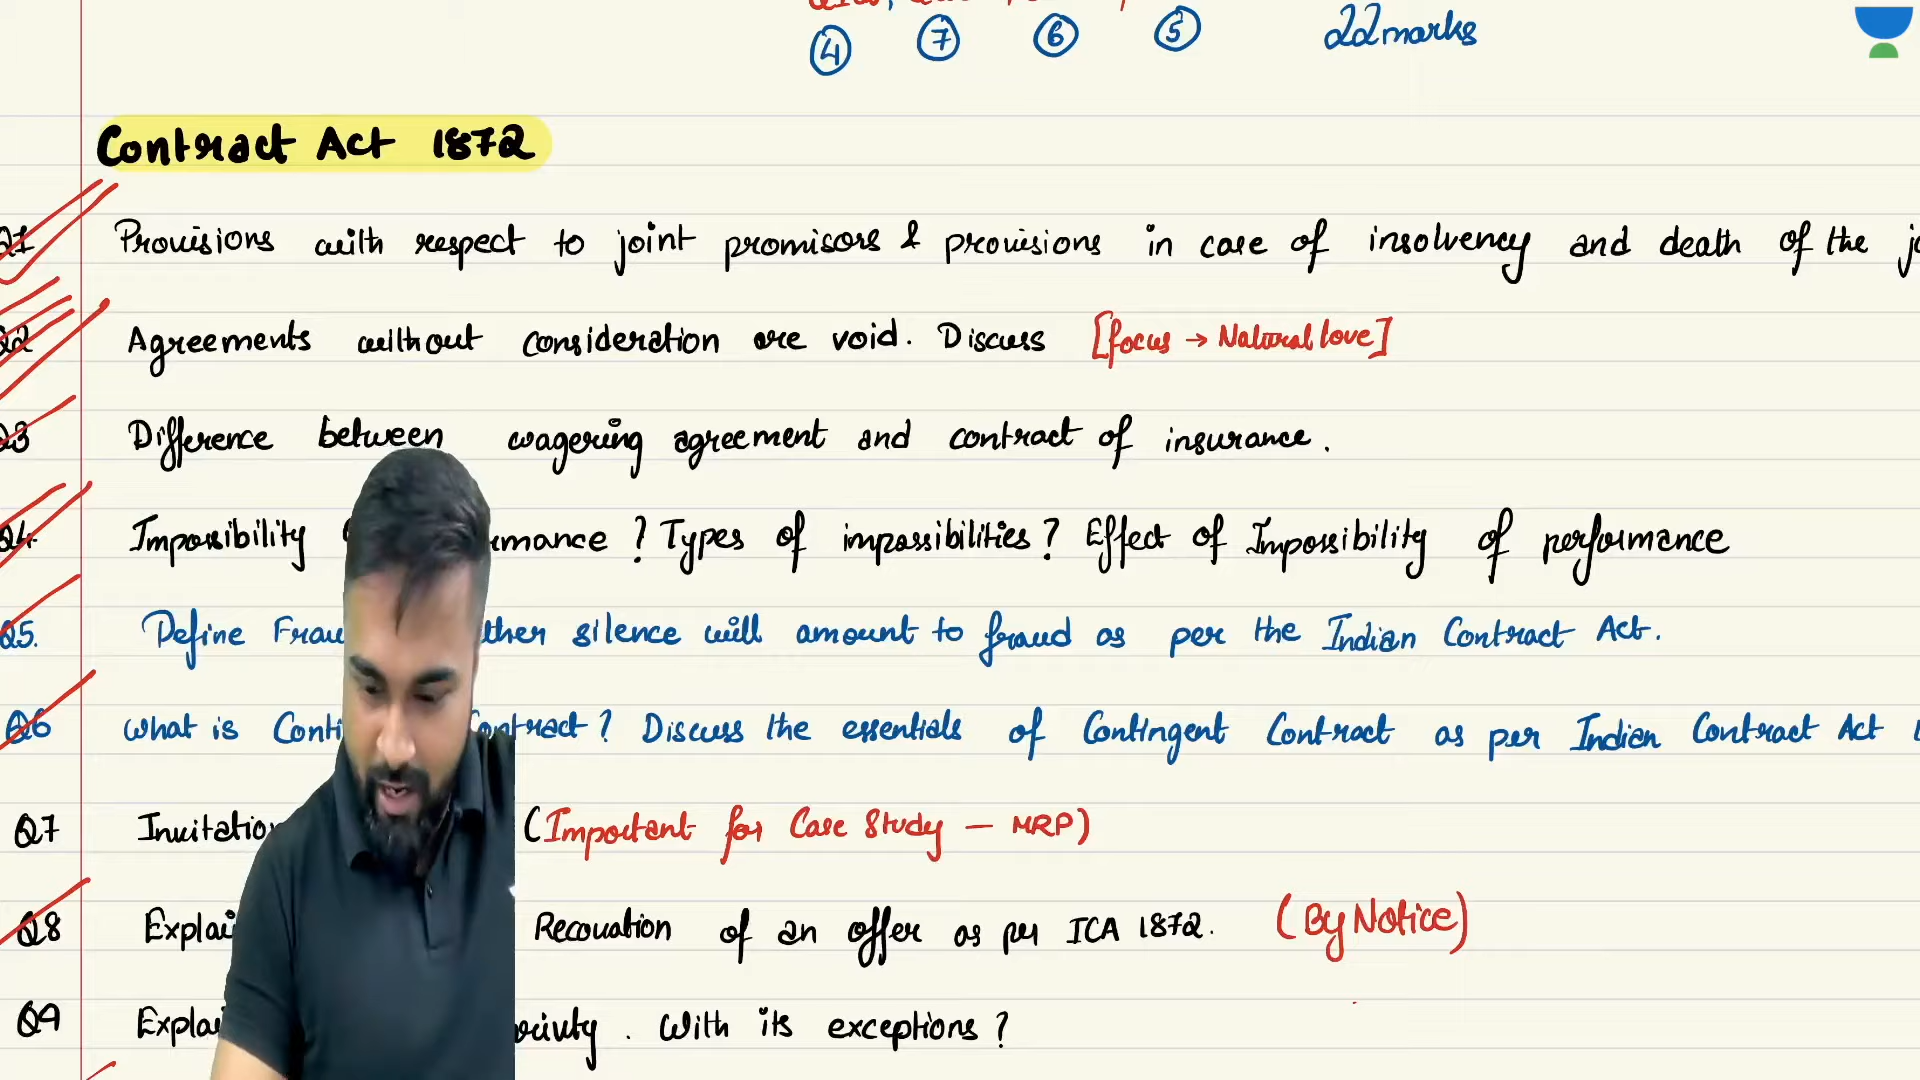 4 7 6 5 22 marks
Contract Act 1872
Q1 Provisions with respect to joint promisors & provisions in case of insolvency and death of the
Q2 Agreements without consideration are void. Discuss [focus → Natural love]
Q3 Difference between wagering agreement and contract of insurance.
Q4. Impossibility ? Types of impossibilities? Effect of Impossibility of performance
Q5. Define silence will amount to fraud as per the Indian Contract Act.
Q6 What is Contract? Discuss the essentials of Contingent Contract as per Indian Contract Act
Q7 (Important for Case Study — MRP)
Q8 Revocation of an offer as per ICA 1872. (By Notice)
Q9 . With its exceptions?